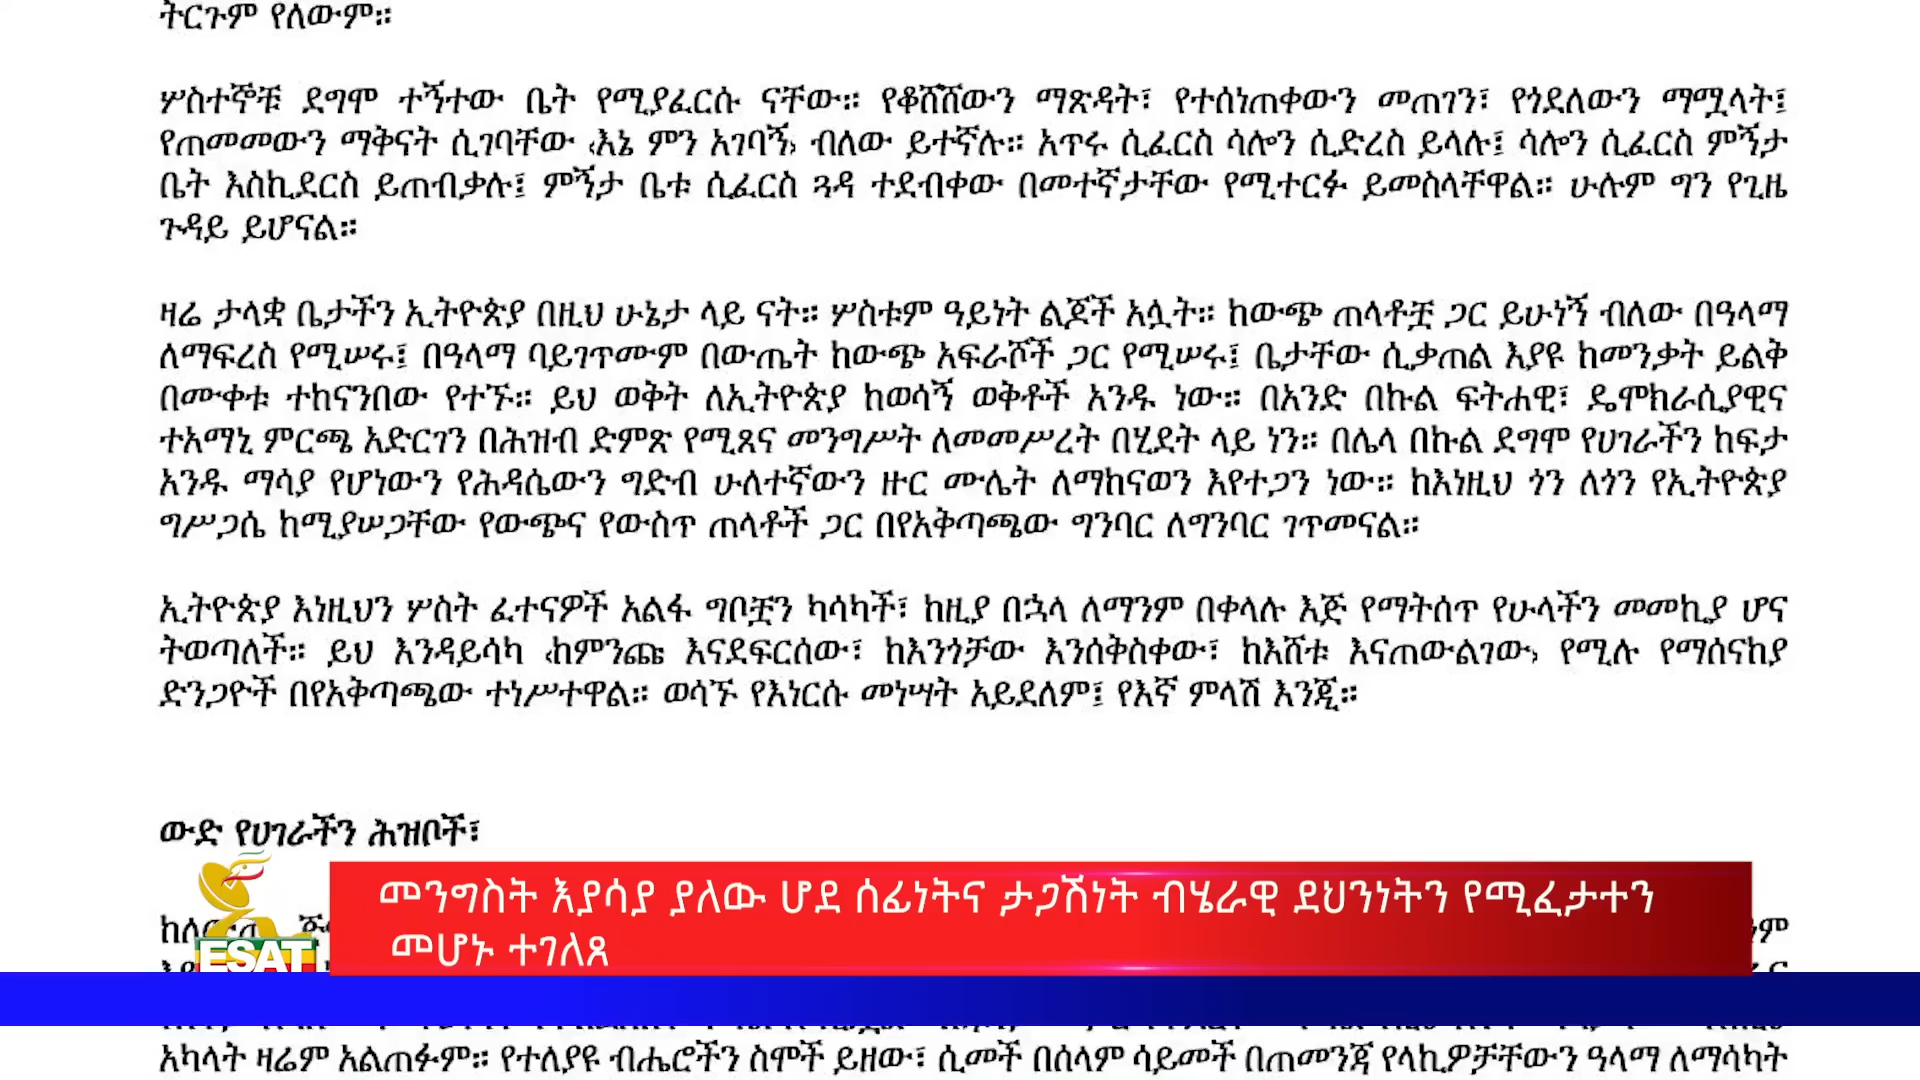 ትርጉም የለውም።
ሦስተኞቹ ደግሞ ተኝተው ቤት የሚያፈርሱ ናቸው። የቆሸሸውን ማጽዳት፣ የተሰነጠቀውን መጠገን፣ የጎደለውን ማሟላት፤
የጠመመውን ማቅናት ሲገባቸው ‹እኔ ምን አገባኝ› ብለው ይተኛሉ። አጥሩ ሲፈርስ ሳሎን ሲድረስ ይላሉ፤ ሳሎን ሲፈርስ ምኝታ
ቤት እስኪደርስ ይጠብቃሉ፤ ምኝታ ቤቱ ሲፈርስ ጓዳ ተደብቀው በመተኛታቸው የሚተርፉ ይመስላቸዋል። ሁሉም ግን የጊዜ
ጉዳይ ይሆናል።
ዛሬ ታላቋ ቤታችን ኢትዮጵያ በዚህ ሁኔታ ላይ ናት። ሦስቱም ዓይነት ልጆች አሏት። ከውጭ ጠላቶቿ ጋር ይሁነኝ ብለው በዓላማ
ለማፍረስ የሚሠሩ፤ በዓላማ ባይገጥሙም በውጤት ከውጭ አፍራሾች ጋር የሚሠሩ፤ ቤታቸው ሲቃጠል እያዩ ከመንቃት ይልቅ
በሙቀቱ ተከናንበው የተኙ። ይህ ወቅት ለኢትዮጵያ ከወሳኝ ወቅቶች አንዱ ነው። በአንድ በኩል ፍትሐዊ፣ ዴሞክራሲያዊና
ተአማኒ ምርጫ አድርገን በሕዝብ ድምጽ የሚጸና መንግሥት ለመመሥረት በሂደት ላይ ነን። በሌላ በኩል ደግሞ የሀገራችን ከፍታ
አንዱ ማሳያ የሆነውን የሕዳሴውን ግድብ ሁለተኛውን ዙር ሙሌት ለማከናወን እየተጋን ነው። ከእነዚህ ጎን ለጎን የኢትዮጵያ
ግሥጋሴ ከሚያሠጋቸው የውጭና የውስጥ ጠላቶች ጋር በየአቅጣጫው ግንባር ለግንባር ገጥመናል።
ኢትዮጵያ እነዚህን ሦስት ፈተናዎች አልፋ ግቦቿን ካሳካች፣ ከዚያ በኋላ ለማንም በቀላሉ እጅ የማትሰጥ የሁላችን መመኪያ ሆና
ትወጣለች። ይህ እንዳይሳካ ‹ከምንጩ እናደፍርሰው፣ ከእንጎቻው እንሰቅስቀው፣ ከእሸቱ እናጠውልገው› የሚሉ የማሰናከያ
ድንጋዮች በየአቅጣጫው ተነሥተዋል። ወሳኙ የእነርሱ መነሣት አይደለም፤ የእኛ ምላሽ እንጂ።
ውድ የሀገራችን ሕዝቦች፣
መንግስት እያሳያ ያለው ሆደ ሰፊነትና ታጋሽነት ብሄራዊ ደህንነትን የሚፈታተን
መሆኑ ተገለጸ
ESAT
አካላት ዛሬም አልጠፉም። የተለያዩ ብሔሮችን ስሞች ይዘው፣ ሲመች በሰላም ሳይመች በጠመንጃ የላኪዎቻቸውን ዓላማ ለማሳካት